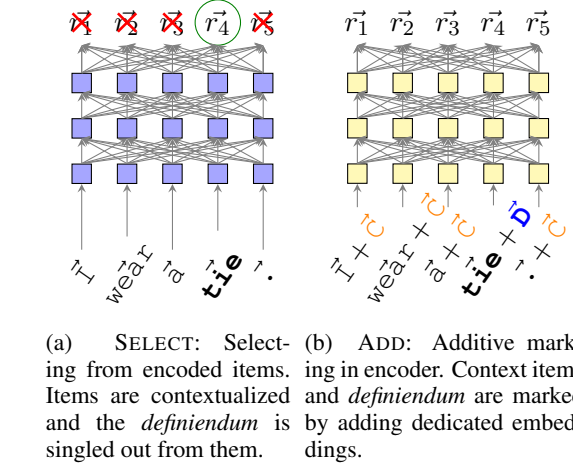 r⃗1 r⃗2 r⃗3 r⃗4 r⃗5
I⃗ wear⃗ a⃗ tie⃗ .⃗
(a) SELECT: Select-
ing from encoded items.
Items are contextualized
and the definiendum is
singled out from them.
r⃗1 r⃗2 r⃗3 r⃗4 r⃗5
I⃗ + C⃗ wear⃗ + C⃗ a⃗ + C⃗ tie⃗ + D⃗ .⃗ + C⃗
(b) ADD: Additive mark
ing in encoder. Context item
and definiendum are marked
by adding dedicated embed
dings.